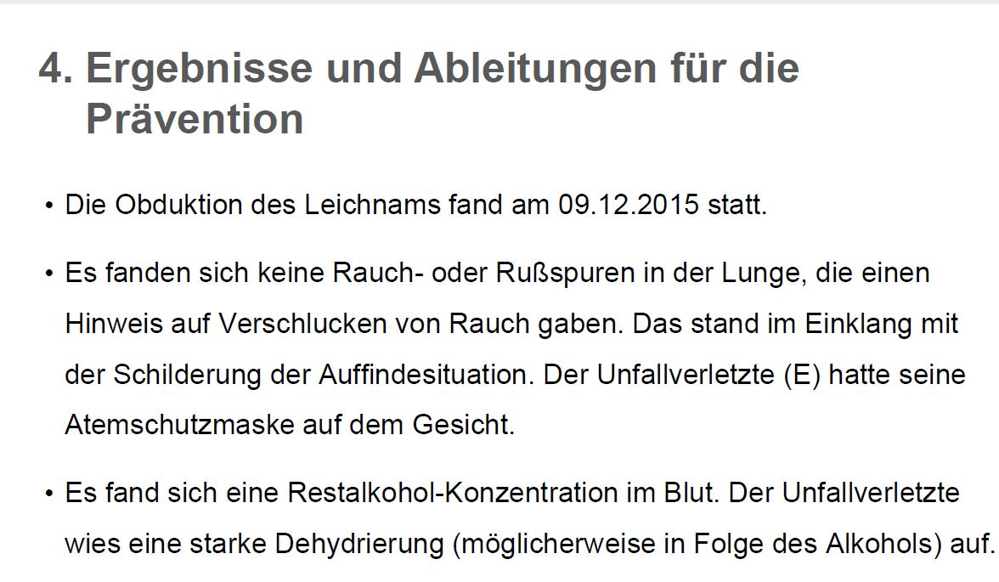 4. Ergebnisse und Ableitungen für die
Prävention
• Die Obduktion des Leichnams fand am 09.12.2015 statt.
• Es fanden sich keine Rauch- oder Rußspuren in der Lunge, die einen
Hinweis auf Verschlucken von Rauch gaben. Das stand im Einklang mit
der Schilderung der Auffindesituation. Der Unfallverletzte (E) hatte seine
Atemschutzmaske auf dem Gesicht.
• Es fand sich eine Restalkohol-Konzentration im Blut. Der Unfallverletzte
wies eine starke Dehydrierung (möglicherweise in Folge des Alkohols) auf.